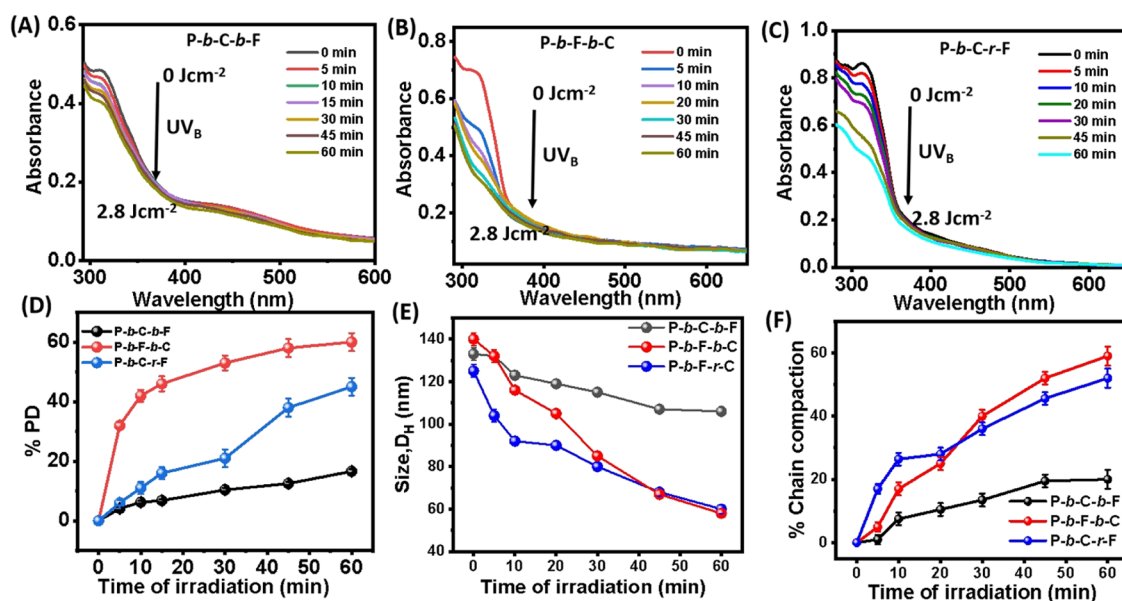 (A)
P-b-C-b-F
0 Jcm-2
UVB
2.8 Jcm-2
0 min
5 min
10 min
15 min
30 min
45 min
60 min
Absorbance
0.6
0.4
0.2
0.0
300 400 500 600
Wavelength (nm)
(B)
P-b-F-b-C
0 Jcm-2
UVB
2.8 Jcm-2
0 min
5 min
10 min
20 min
30 min
45 min
60 min
Absorbance
0.8
0.6
0.4
0.2
300 400 500 600
Wavelength (nm)
(C)
P-b-C-r-F
0 Jcm-2
UVB
2.8 Jcm-2
0 min
5 min
10 min
20 min
30 min
45 min
60 min
Absorbance
1.0
0.8
0.6
0.4
0.2
0.0
300 400 500 600
Wavelength (nm)
(D)
P-b-C-b-F
P-b-F-b-C
P-b-C-r-F
% PD
60
40
20
0
0 10 20 30 40 50 60
Time of irradiation (min)
(E)
P-b-C-b-F
P-b-F-b-C
P-b-F-r-C
Size,DH (nm)
140
120
100
80
60
40
0 10 20 30 40 50 60
Time of irradiation (min)
(F)
% Chain compaction
60
40
20
0
P-b-C-b-F
P-b-F-b-C
P-b-C-r-F
0 10 20 30 40 50 60
Time of irradiation (min)